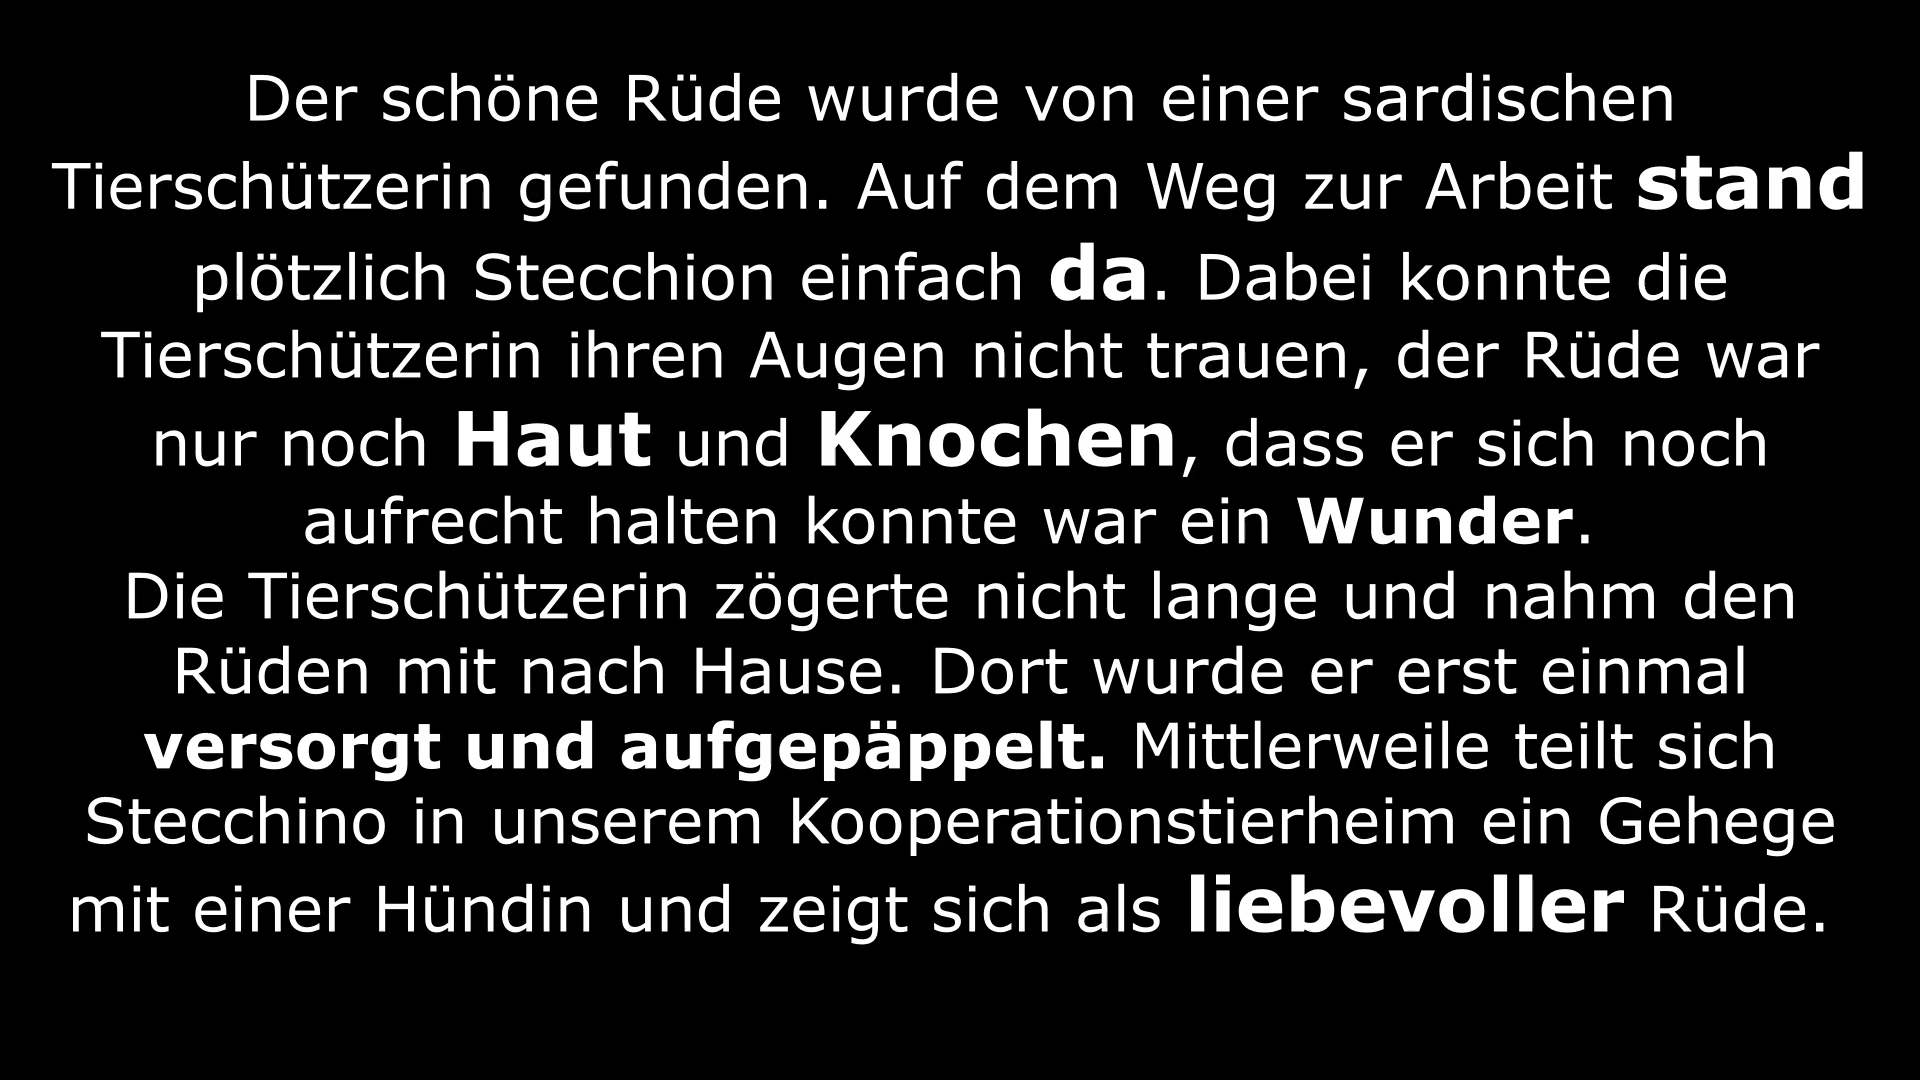 Der schöne Rüde wurde von einer sardischen
Tierschützerin gefunden. Auf dem Weg zur Arbeit stand
plötzlich Stecchion einfach da. Dabei konnte die
Tierschützerin ihren Augen nicht trauen, der Rüde war
nur noch Haut und Knochen, dass er sich noch
aufrecht halten konnte war ein Wunder.
Die Tierschützerin zögerte nicht lange und nahm den
Rüden mit nach Hause. Dort wurde er erst einmal
versorgt und aufgepäppelt. Mittlerweile teilt sich
Stecchino in unserem Kooperationstierheim ein Gehege
mit einer Hündin und zeigt sich als liebevoller Rüde.